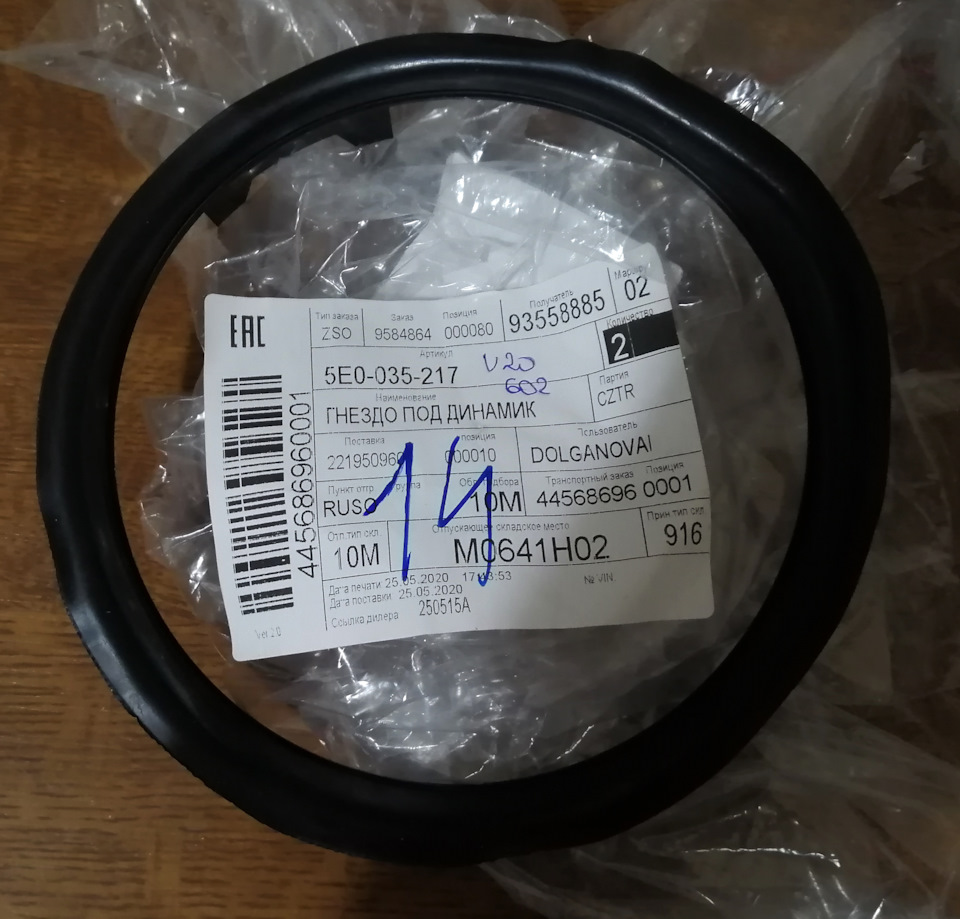 EAC
Тип заказа Заказ Позиция Получатель
ZSO 9584864 000080 93558885 02
Артикул Количество
5E0-035-217 V20 2
602
Наименование Партия
ГНЕЗДО ПОД ДИНАМИК CZTR
Поставка позиция Пользователь
000010 DOLGANOVAI
14
Пункт отгр Транспортный заказ Позиция
10M 44568696 0001
Отп.тип скл. складское место Прин тип скл
10M M0641H02 916
Дата печати: 25.05.2020
Дата поставки: 25.05.2020
№ VIN
Ссылка дилера 250515A
Ver 2.0
445686960001